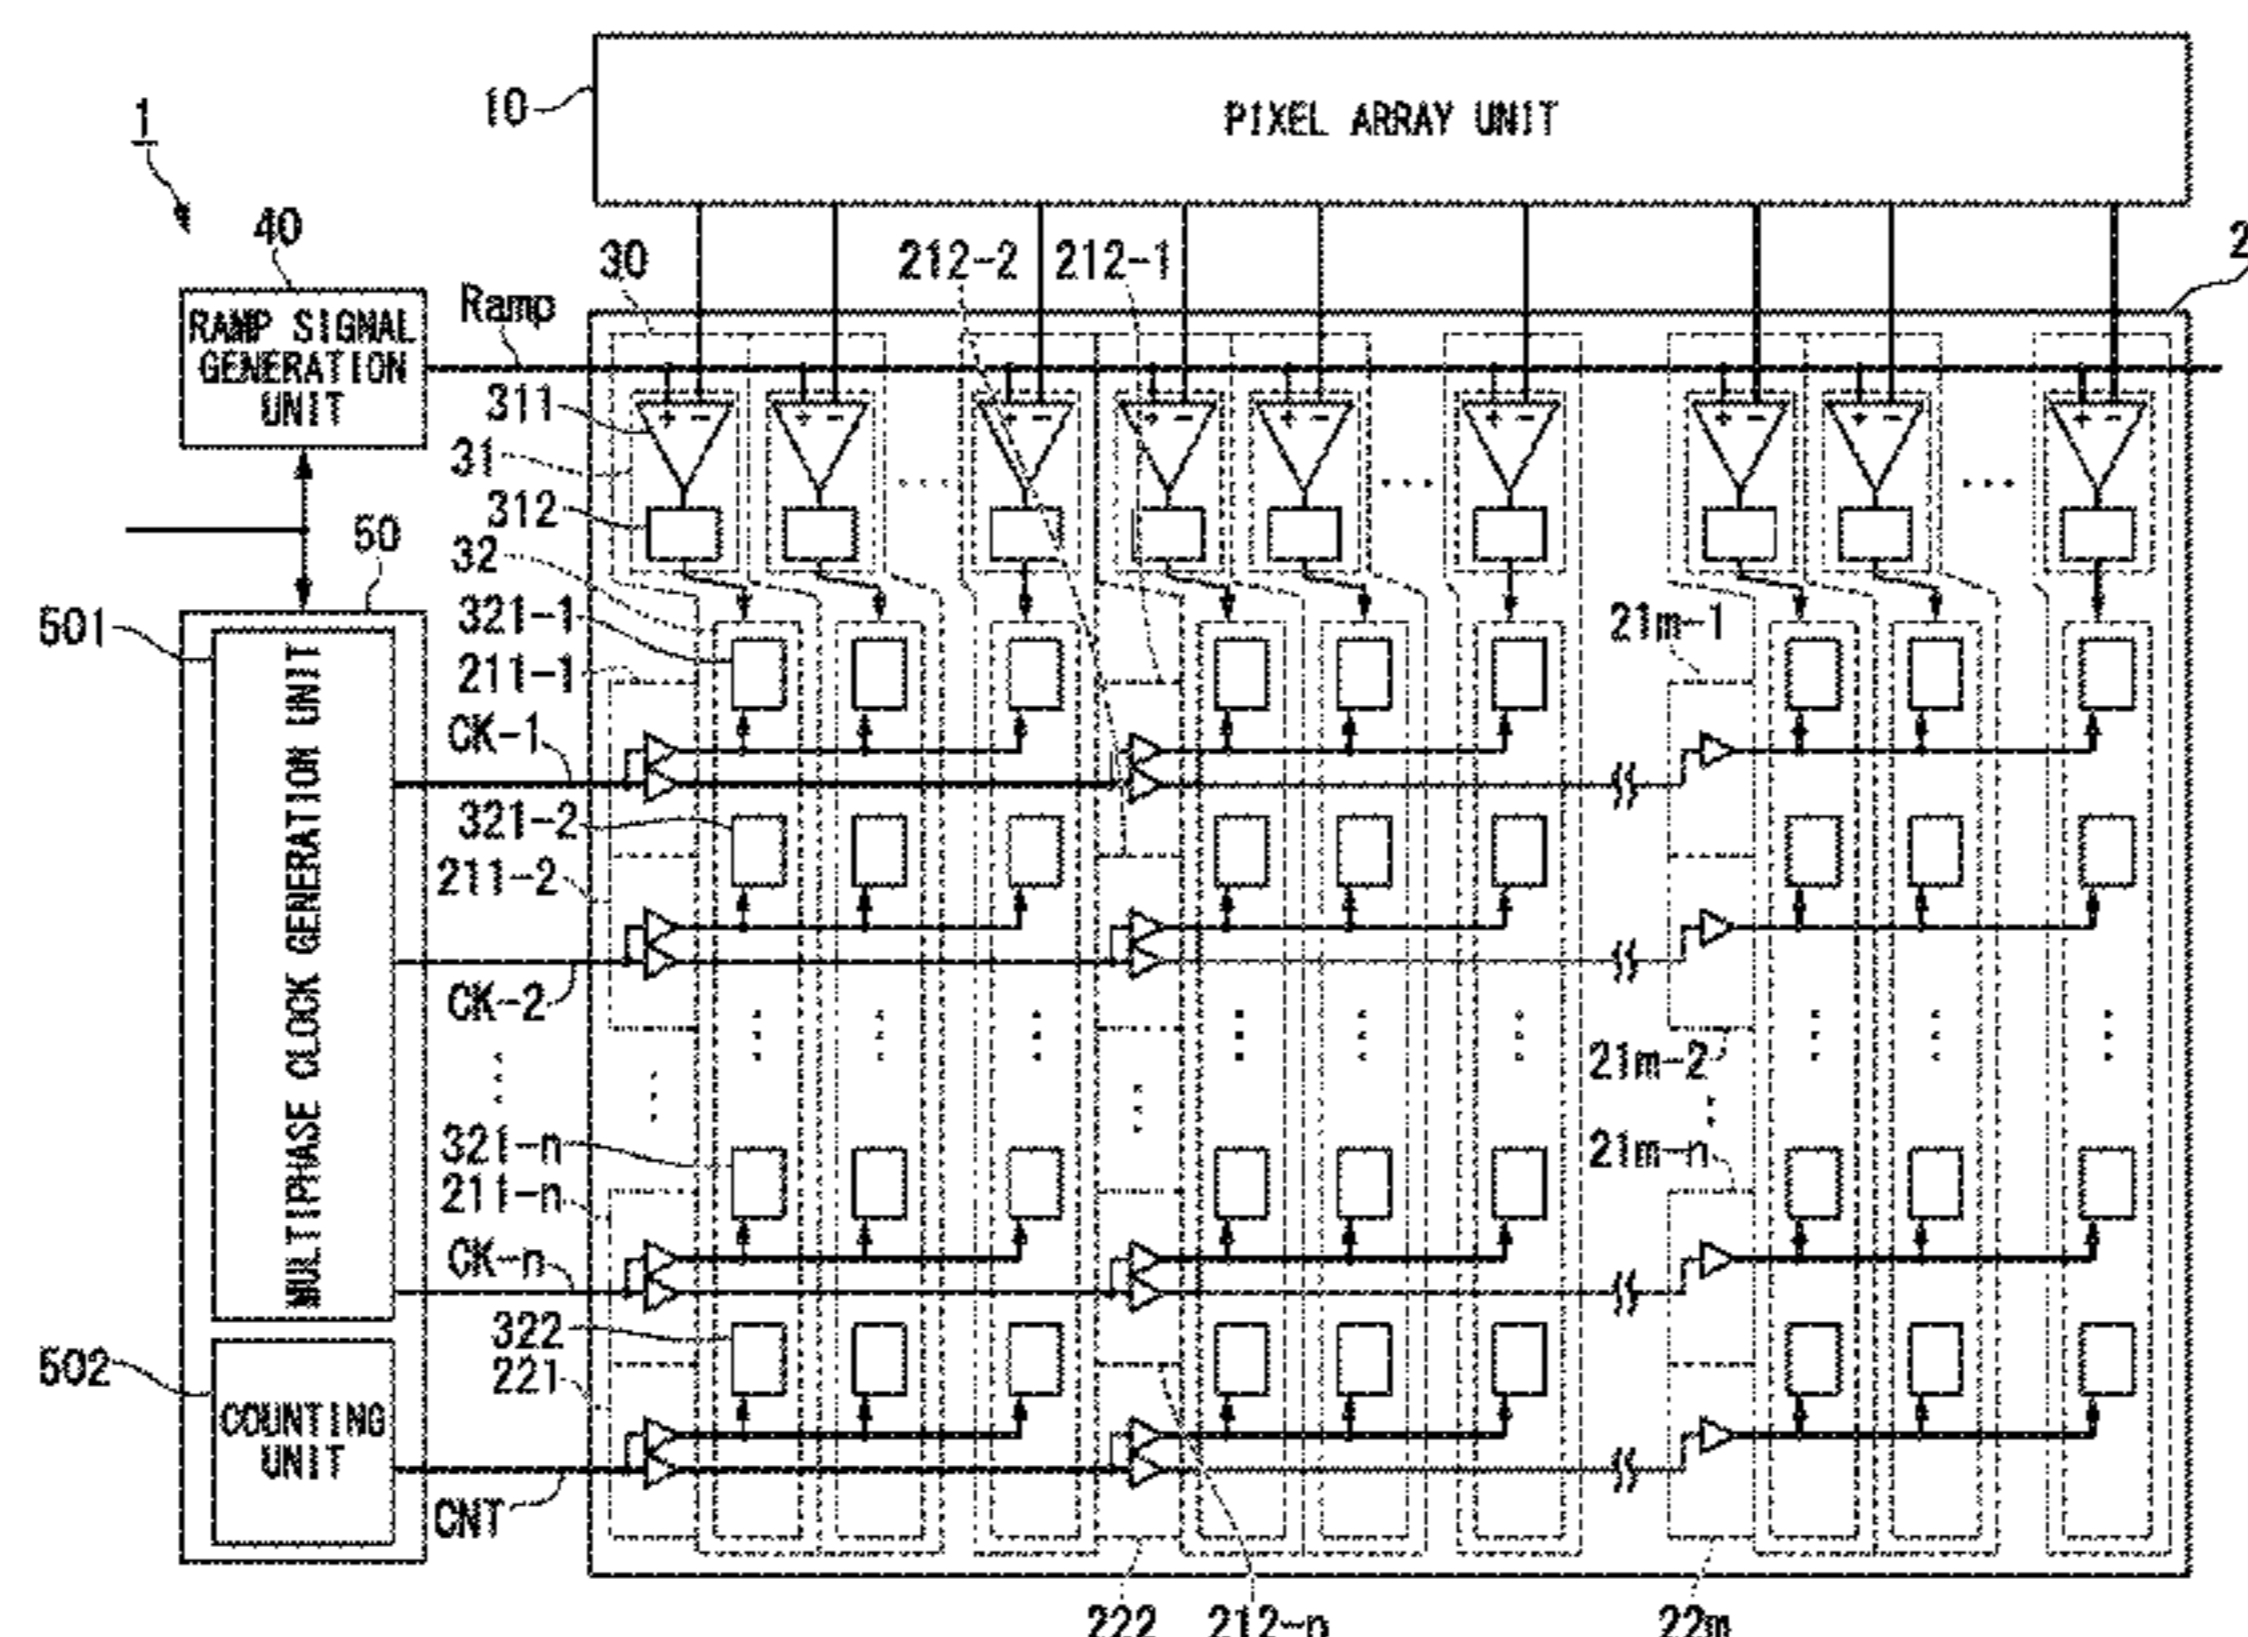 10
PIXEL ARRAY UNIT
1
40
30
212-2
212-1
RAMP SIGNAL
GENERATION
UNIT
Ramp
311
+ -
+ -
+ -
+ -
+ -
+ -
+ -
+ -
+ -
31
312
50
32
501
321-1
211-1
21m-1
CK-1
MULTIPHASE CLOCK GENERATION UNIT
321-2
211-2
CK-2
21m-2
321-n
21m-n
211-n
CK-n
322
221
502
COUNTING
UNIT
CNT
222
212-n
22m